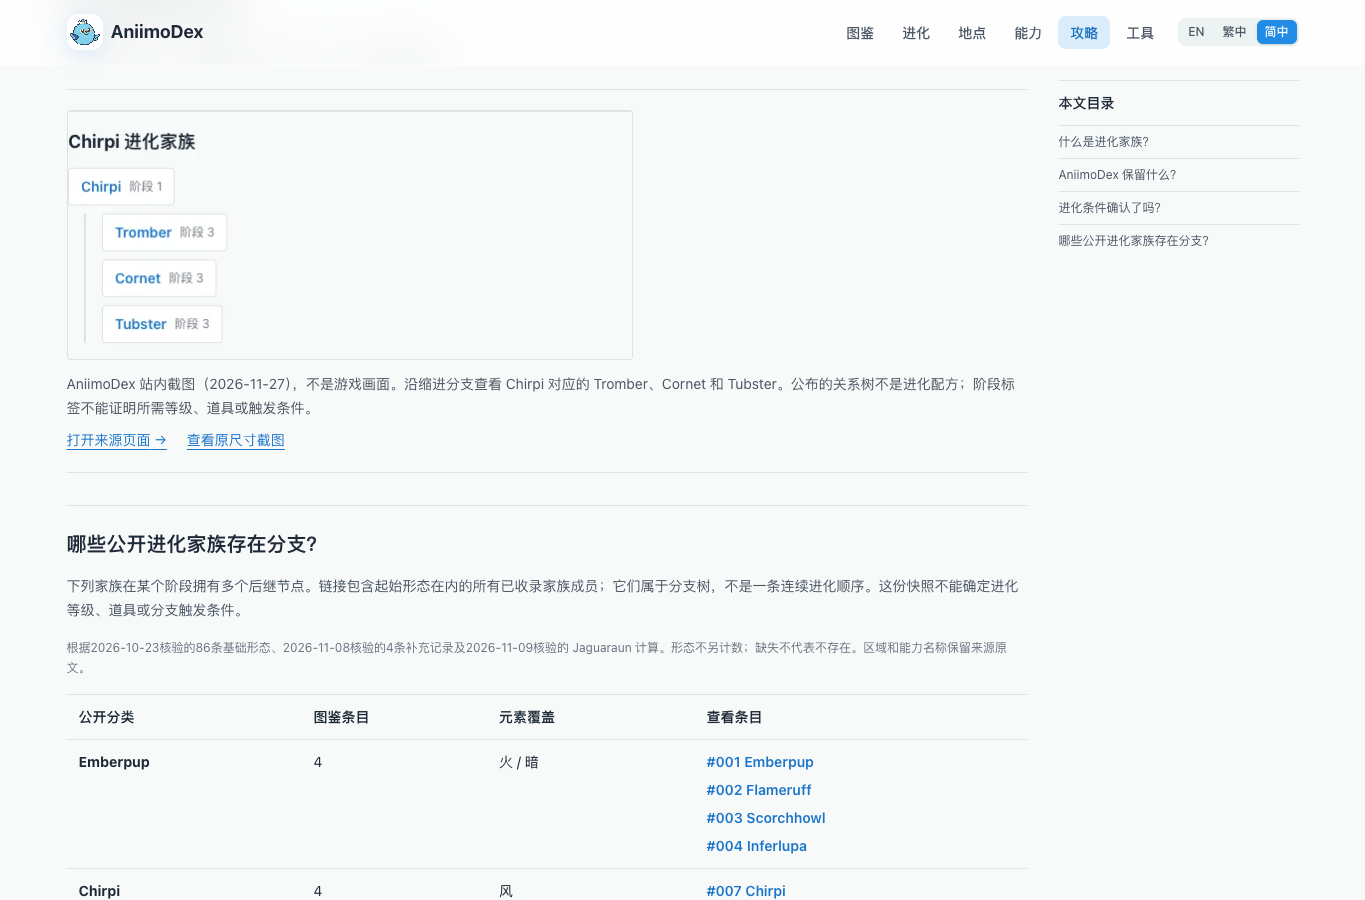 AniimoDex
图鉴
进化
地点
能力
攻略
工具
EN
繁中
简中
Chirpi 进化家族
Chirpi 阶段 1
Tromber 阶段 3
Cornet 阶段 3
Tubster 阶段 3
AniimoDex 站内截图（2026-11-27），不是游戏画面。沿缩进分支查看 Chirpi 对应的 Tromber、Cornet 和 Tubster。公布的关系树不是进化配方；阶段标
签不能证明所需等级、道具或触发条件。
打开来源页面 → 查看原尺寸截图
哪些公开进化家族存在分支?
下列家族在某个阶段拥有多个后继节点。链接包含起始形态在内的所有已收录家族成员；它们属于分支树，不是一条连续进化顺序。这份快照不能确定进化
等级、道具或分支触发条件。
根据2026-10-23核验的86条基础形态、2026-11-08核验的4条补充记录及2026-11-09核验的 Jaguaraun 计算。形态不另计数；缺失不代表不存在。区域和能力名称保留来源原
文。
公开分类 图鉴条目 元素覆盖 查看条目
Emberpup 4 火 / 暗 #001 Emberpup
#002 Flameruff
#003 Scorchhowl
#004 Inferlupa
Chirpi 4 风 #007 Chirpi
本文目录
什么是进化家族?
AniimoDex 保留什么?
进化条件确认了吗?
哪些公开进化家族存在分支?